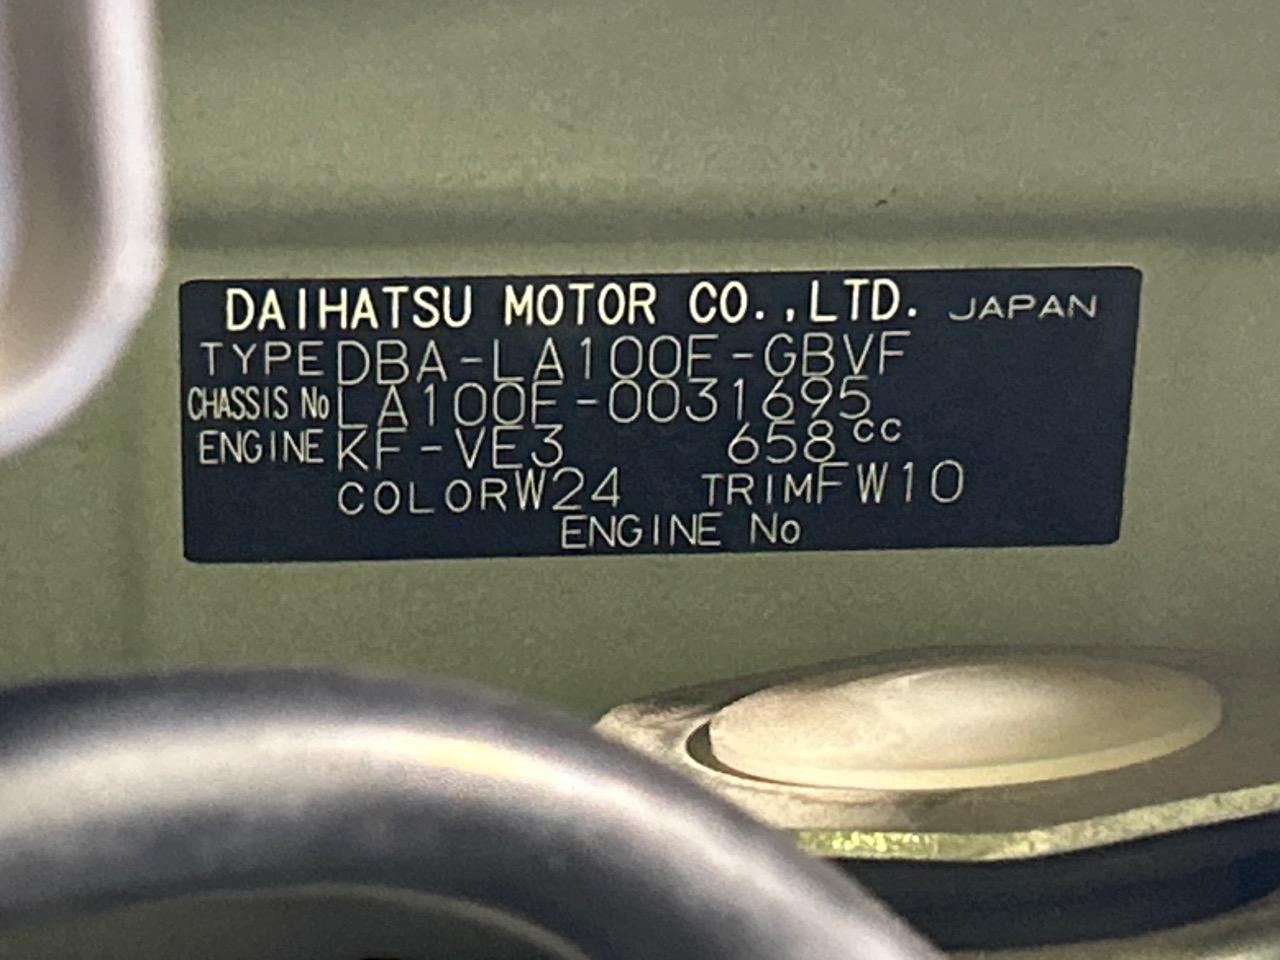 DAIHATSU MOTOR CO.,LTD. JAPAN
TYPE DBA-LA100F-GBVF
CHASSIS No LA100F-0031695
ENGINE KF-VE3 658cc
COLOR W24 TRIM FW10
ENGINE No